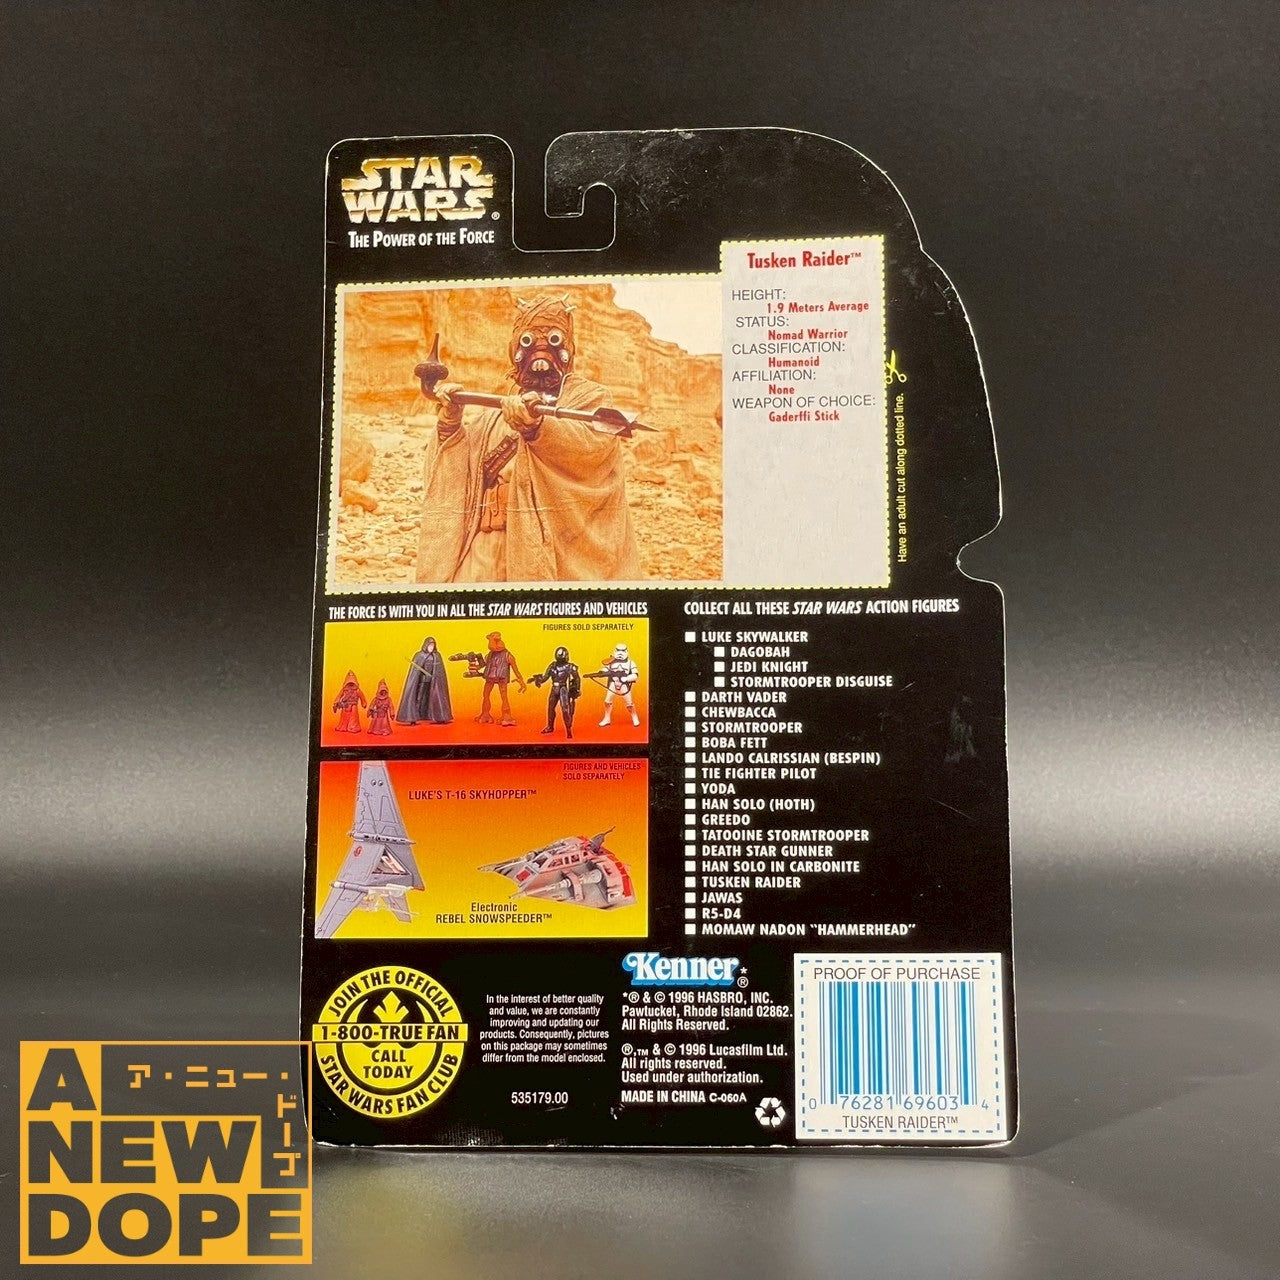 STAR
WARS®
THE POWER OF THE FORCE
Tusken Raider™
HEIGHT:
1.9 Meters Average
STATUS:
Nomad Warrior
CLASSIFICATION:
Humanoid
AFFILIATION:
None
WEAPON OF CHOICE:
Gaderffi Stick
Have an adult cut along dotted line.
THE FORCE IS WITH YOU IN ALL THE STAR WARS FIGURES AND VEHICLES
FIGURES SOLD SEPARATELY
FIGURES AND VEHICLES
SOLD SEPARATELY
LUKE'S T-16 SKYHOPPER™
Electronic
REBEL SNOWSPEEDER™
COLLECT ALL THESE STAR WARS ACTION FIGURES
■ LUKE SKYWALKER
■ DAGOBAH
■ JEDI KNIGHT
■ STORMTROOPER DISGUISE
■ DARTH VADER
■ CHEWBACCA
■ STORMTROOPER
■ BOBA FETT
■ LANDO CALRISSIAN (BESPIN)
■ TIE FIGHTER PILOT
■ YODA
■ HAN SOLO (HOTH)
■ GREEDO
■ TATOOINE STORMTROOPER
■ DEATH STAR GUNNER
■ HAN SOLO IN CARBONITE
■ TUSKEN RAIDER
■ JAWAS
■ R5-D4
■ MOMAW NADON "HAMMERHEAD"
JOIN THE OFFICIAL
1-800-TRUE FAN
CALL
TODAY
STAR WARS FAN CLUB
In the interest of better quality
and value, we are constantly
improving and updating our
products. Consequently, pictures
on this package may sometimes
differ from the model enclosed.
535179.00
Kenner*®
*® & © 1996 HASBRO, INC.
Pawtucket, Rhode Island 02862.
All Rights Reserved.
®,™ & © 1996 Lucasfilm Ltd.
All rights reserved.
Used under authorization.
MADE IN CHINA C-060A
PROOF OF PURCHASE
0 76281 69603 4
TUSKEN RAIDER™
A
NEW
DOPE
ア・ニュー・
ドープ